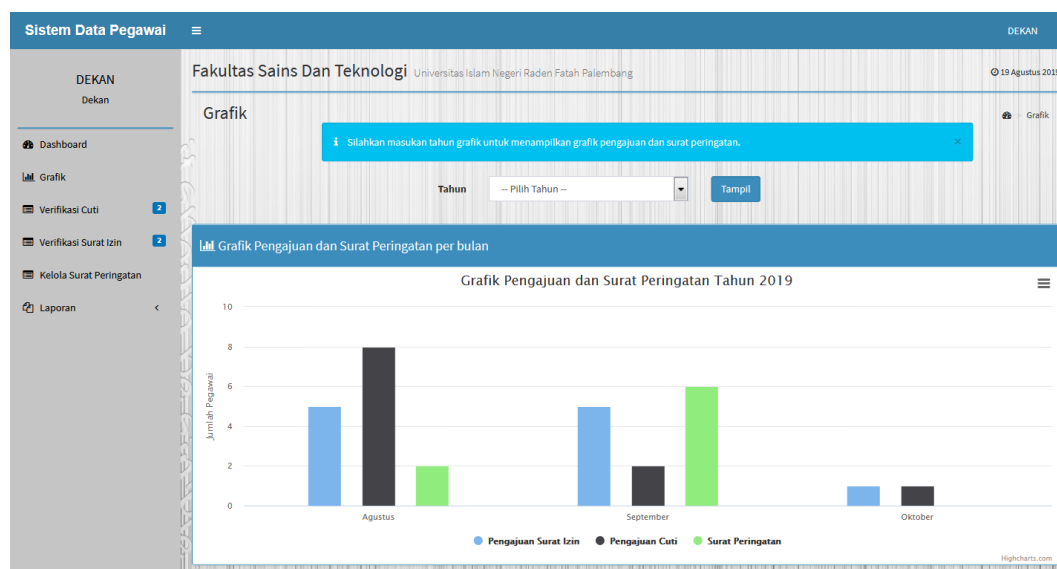 Sistem Data Pegawai
DEKAN
DEKAN
Dekan
Dashboard
Grafik
Verifikasi Cuti 2
Verifikasi Surat Izin 2
Kelola Surat Peringatan
Laporan
Fakultas Sains Dan Teknologi Universitas Islam Negeri Raden Fatah Palembang
19 Agustus 2019
Grafik
Grafik
Silahkan masukan tahun grafik untuk menampilkan grafik pengajuan dan surat peringatan. ×
Tahun -- Pilih Tahun -- Tampil
Grafik Pengajuan dan Surat Peringatan per bulan
Grafik Pengajuan dan Surat Peringatan Tahun 2019
Jumlah Pegawai
10
8
6
4
2
0
Agustus September Oktober
Pengajuan Surat Izin Pengajuan Cuti Surat Peringatan
Highcharts.com